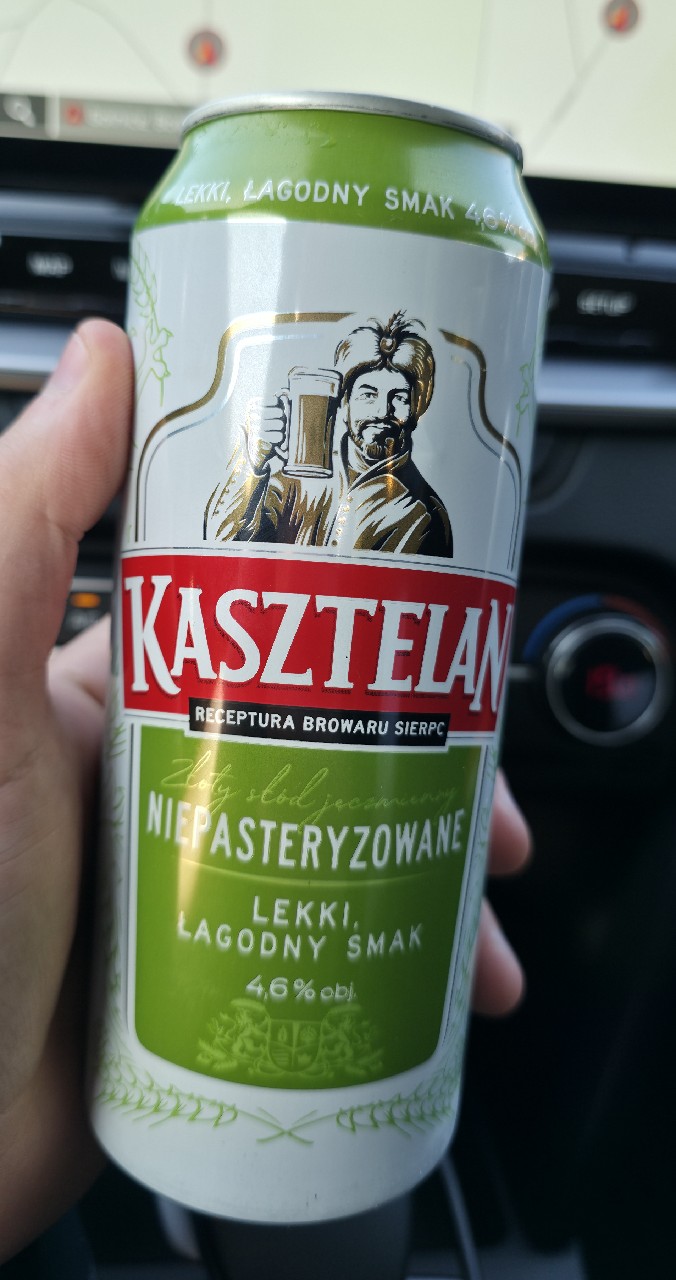 LEKKI, ŁAGODNY SMAK 4,6%
KASZTELAN
RECEPTURA BROWARU SIERPC
Złoty słód jęczmienny
NIEPASTERYZOWANE
LEKKI,
ŁAGODNY SMAK
4,6% obj.